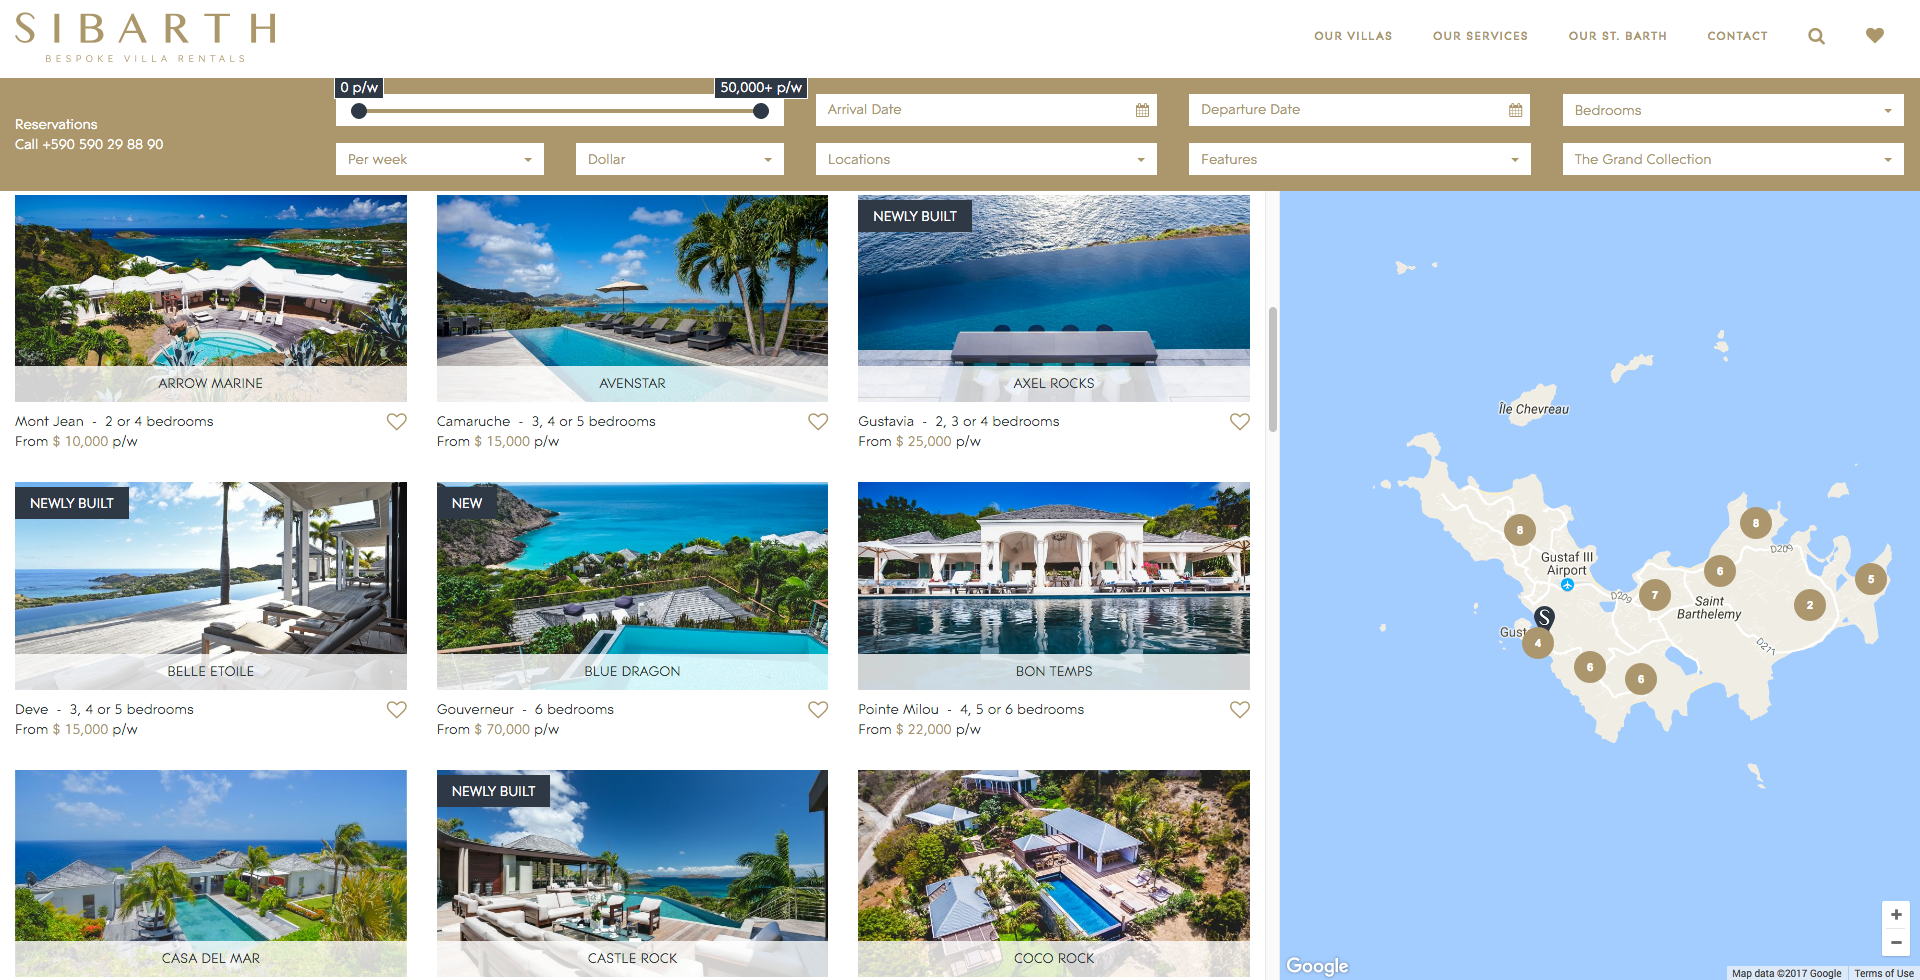 SIBARTH
BESPOKE VILLA RENTALS
OUR VILLAS
OUR SERVICES
OUR ST. BARTH
CONTACT
Reservations
Call +590 590 29 88 90
0 p/w
50,000+ p/w
Arrival Date
Departure Date
Bedrooms
Per week
Dollar
Locations
Features
The Grand Collection
ARROW MARINE
Mont Jean - 2 or 4 bedrooms
From $ 10,000 p/w
AVENSTAR
Camaruche - 3, 4 or 5 bedrooms
From $ 15,000 p/w
NEWLY BUILT
AXEL ROCKS
Gustavia - 2, 3 or 4 bedrooms
From $ 25,000 p/w
NEWLY BUILT
BELLE ETOILE
Deve - 3, 4 or 5 bedrooms
From $ 15,000 p/w
NEW
BLUE DRAGON
Gouverneur - 6 bedrooms
From $ 70,000 p/w
BON TEMPS
Pointe Milou - 4, 5 or 6 bedrooms
From $ 22,000 p/w
CASA DEL MAR
NEWLY BUILT
CASTLE ROCK
COCO ROCK
Île Chevreau
8
8
D209
Gustaf III
Airport
6
5
7
D209
2
Saint
Barthelemy
S
Gust
4
D211
6
6
+
−
Google
Map data ©2017 Google
Terms of Use